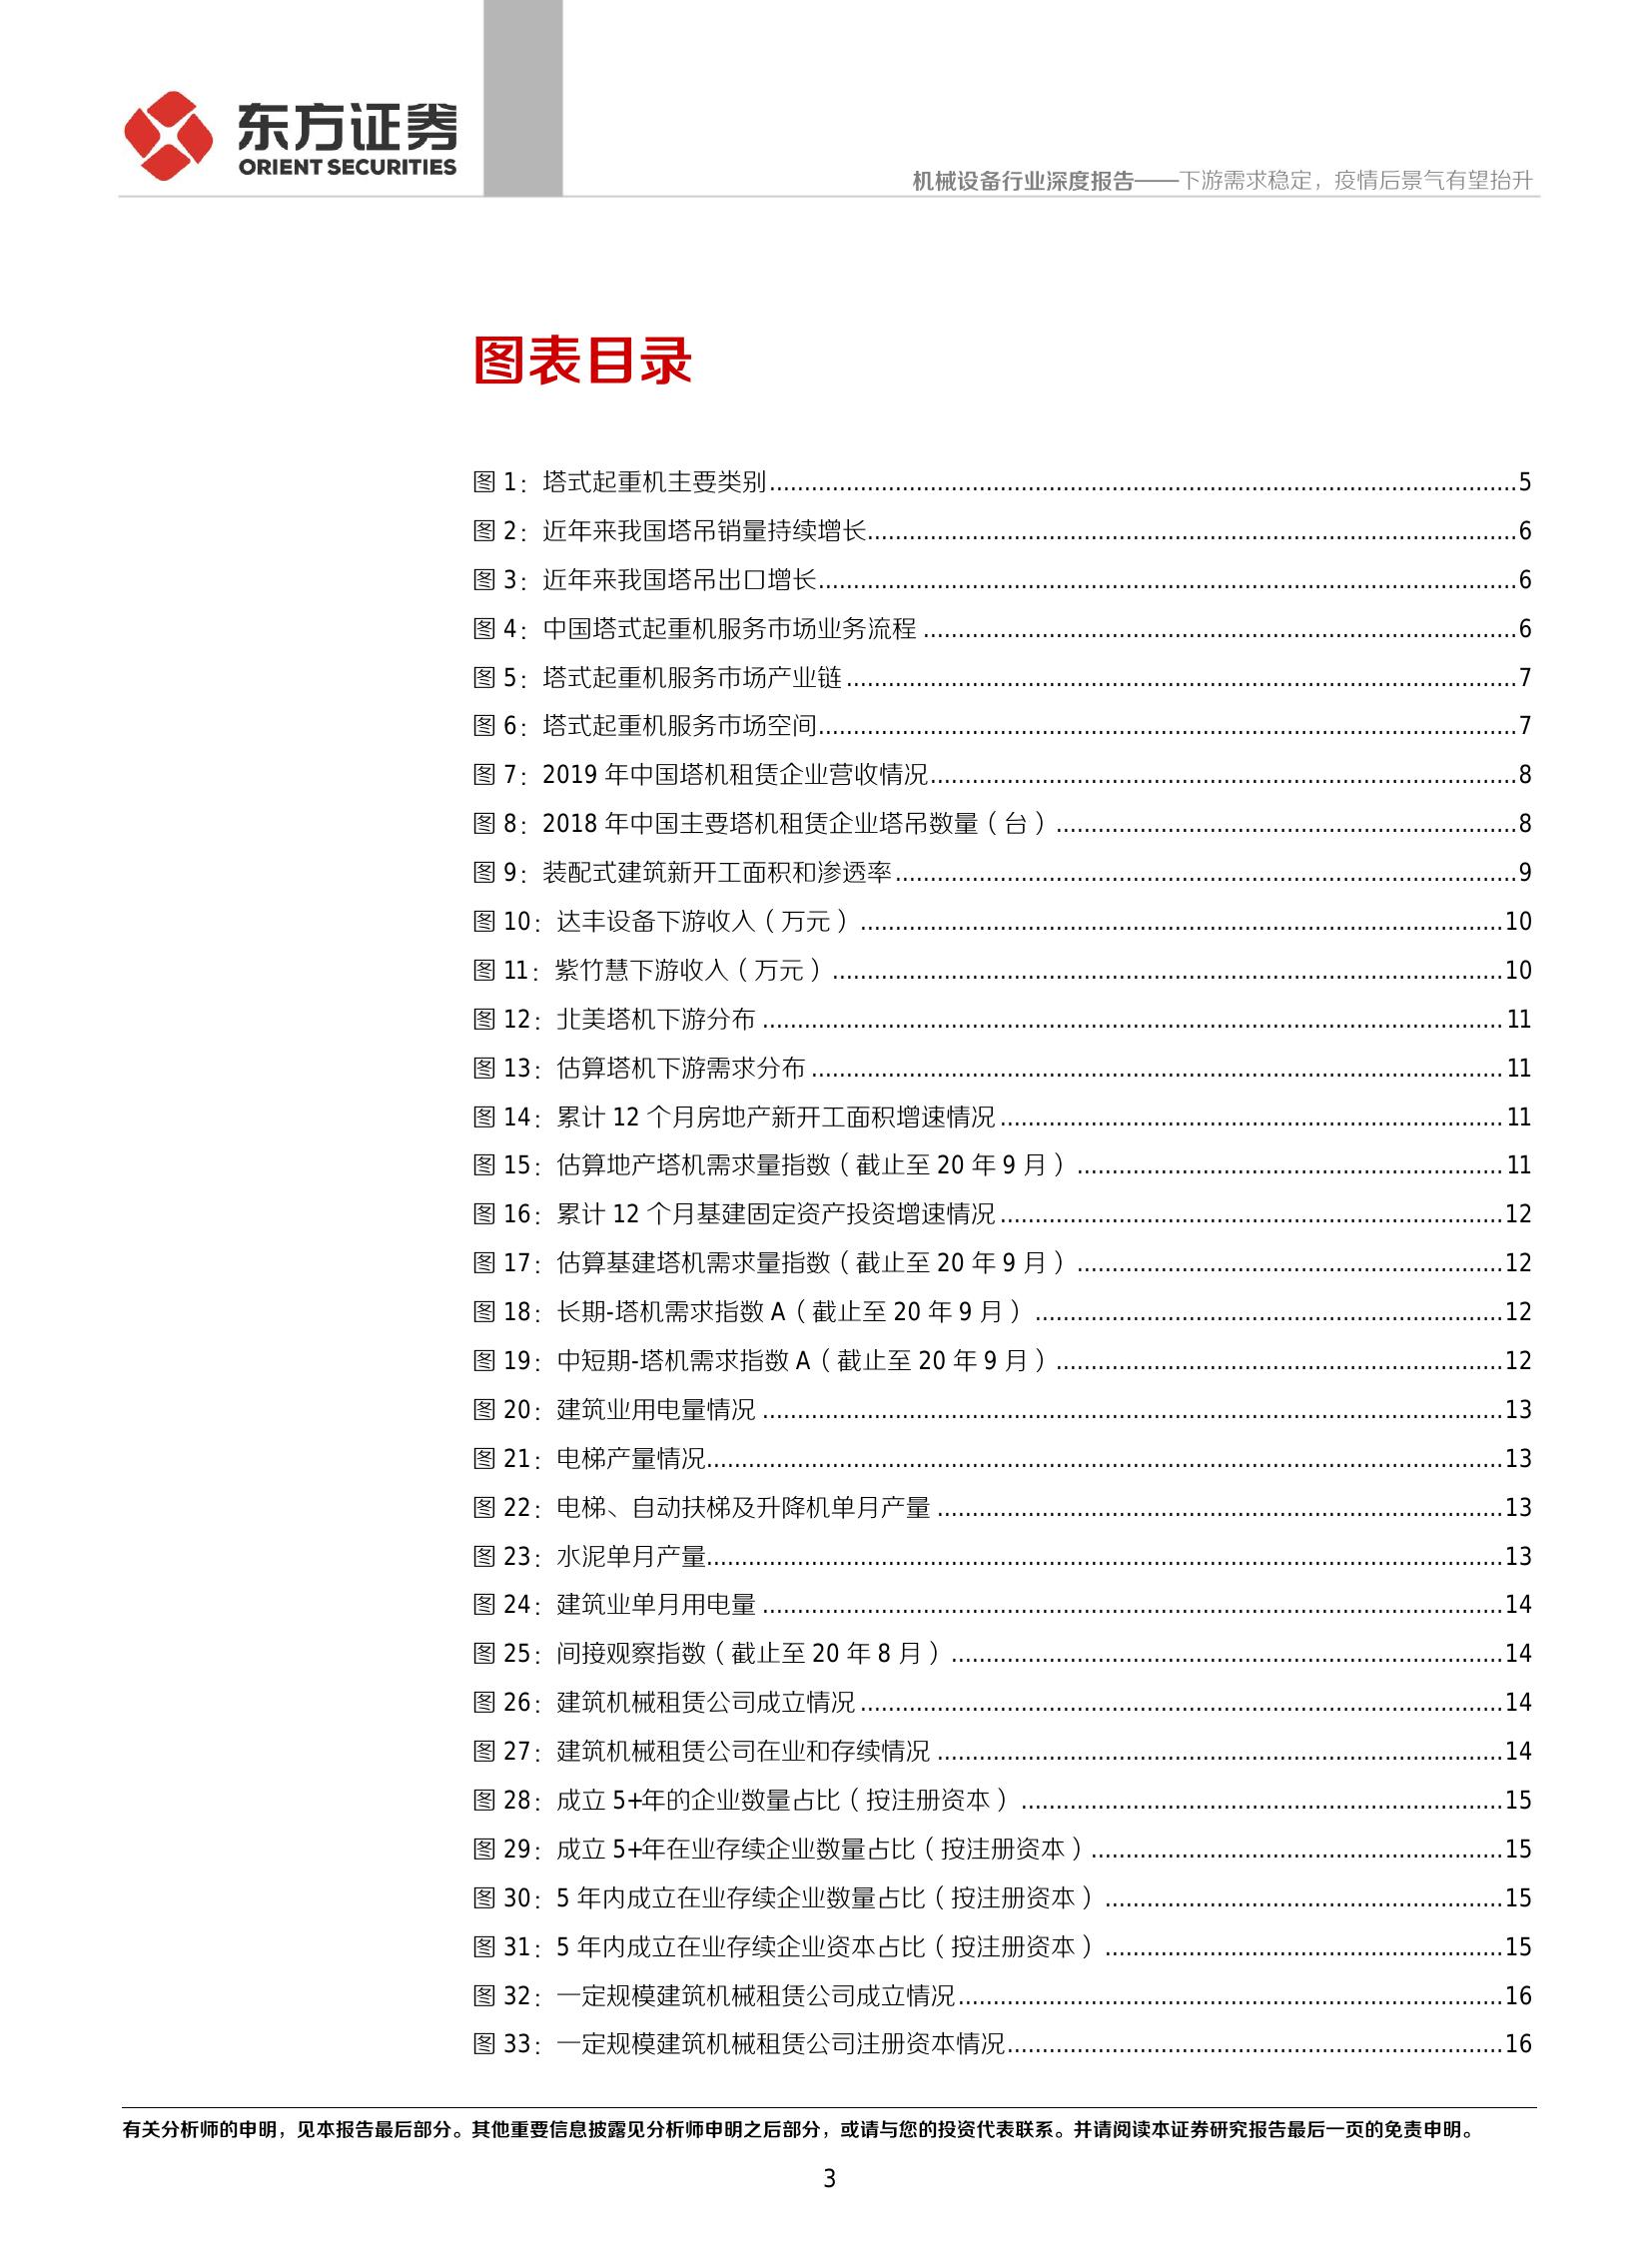 东方证券
ORIENT SECURITIES
机械设备行业深度报告——下游需求稳定，疫情后景气有望抬升
图表目录
图 1：塔式起重机主要类别.....5
图 2：近年来我国塔吊销量持续增长.....6
图 3：近年来我国塔吊出口增长.....6
图 4：中国塔式起重机服务市场业务流程.....6
图 5：塔式起重机服务市场产业链.....7
图 6：塔式起重机服务市场空间.....7
图 7：2019 年中国塔机租赁企业营收情况.....8
图 8：2018 年中国主要塔机租赁企业塔吊数量（台）.....8
图 9：装配式建筑新开工面积和渗透率.....9
图 10：达丰设备下游收入（万元）.....10
图 11：紫竹慧下游收入（万元）.....10
图 12：北美塔机下游分布.....11
图 13：估算塔机下游需求分布.....11
图 14：累计 12 个月房地产新开工面积增速情况.....11
图 15：估算地产塔机需求量指数（截止至 20 年 9 月）.....11
图 16：累计 12 个月基建固定资产投资增速情况.....12
图 17：估算基建塔机需求量指数（截止至 20 年 9 月）.....12
图 18：长期-塔机需求指数 A（截止至 20 年 9 月）.....12
图 19：中短期-塔机需求指数 A（截止至 20 年 9 月）.....12
图 20：建筑业用电量情况.....13
图 21：电梯产量情况.....13
图 22：电梯、自动扶梯及升降机单月产量.....13
图 23：水泥单月产量.....13
图 24：建筑业单月用电量.....14
图 25：间接观察指数（截止至 20 年 8 月）.....14
图 26：建筑机械租赁公司成立情况.....14
图 27：建筑机械租赁公司在业和存续情况.....14
图 28：成立 5+年的企业数量占比（按注册资本）.....15
图 29：成立 5+年在业存续企业数量占比（按注册资本）.....15
图 30：5 年内成立在业存续企业数量占比（按注册资本）.....15
图 31：5 年内成立在业存续企业资本占比（按注册资本）.....15
图 32：一定规模建筑机械租赁公司成立情况.....16
图 33：一定规模建筑机械租赁公司注册资本情况.....16
有关分析师的申明，见本报告最后部分。其他重要信息披露见分析师申明之后部分，或请与您的投资代表联系。并请阅读本证券研究报告最后一页的免责申明。
3